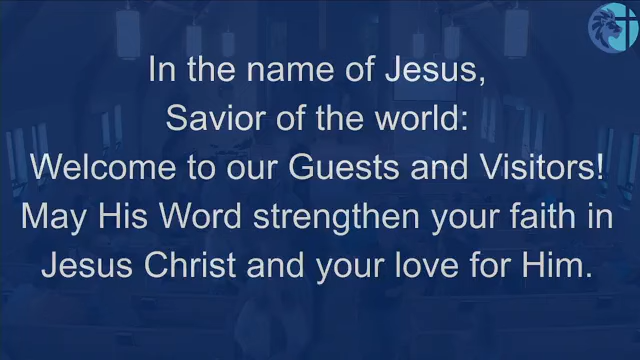 In the name of Jesus,
Savior of the world:
Welcome to our Guests and Visitors!
May His Word strengthen your faith in
Jesus Christ and your love for Him.